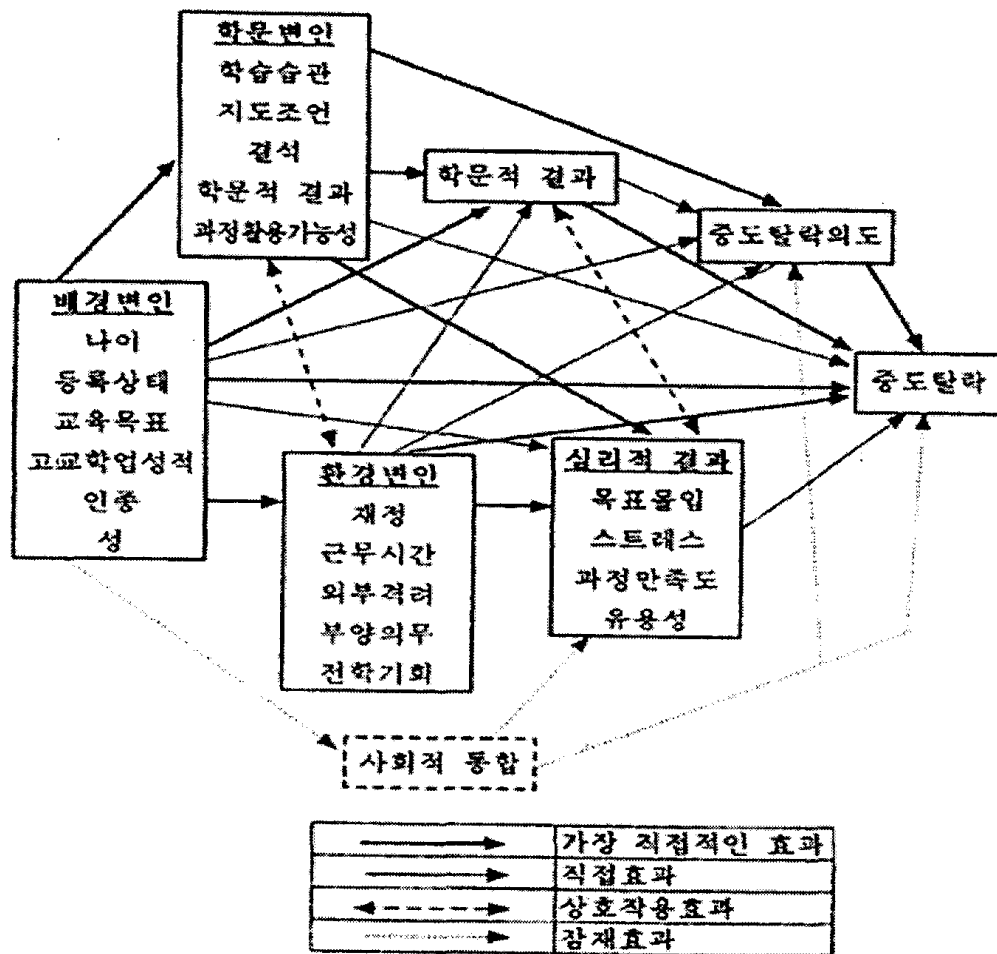 학문변인
학습습관
지도조언
결석
학문적 결과
과정활용가능성
학문적 결과
중도탈락의도
배경변인
나이
등록상태
교육목표
고교학업성적
인종
성
중도탈락
환경변인
재정
근무시간
외부격려
부양의무
전학기회
심리적 결과
목표몰입
스트레스
과정만족도
유용성
사회적 통합
가장 직접적인 효과
직접효과
상호작용효과
잠재효과